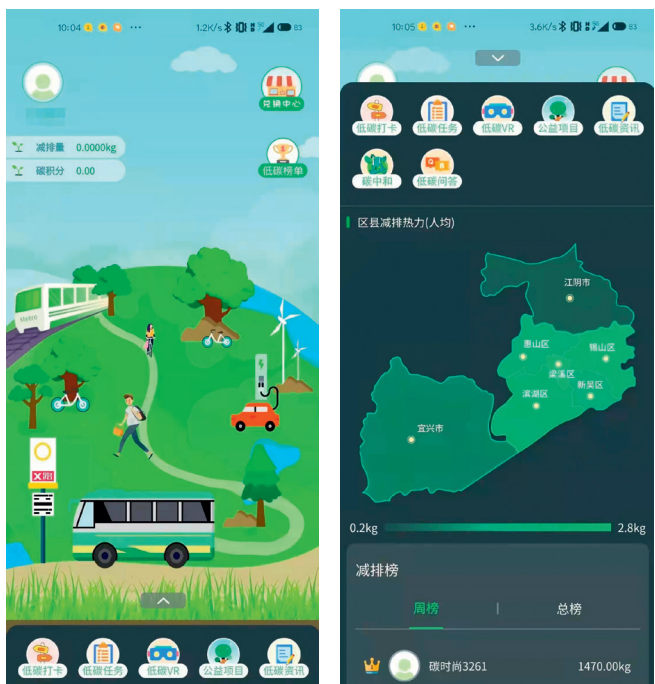 10:04
1.2K/s
83
兑换中心
减排量 0.0000kg
碳积分 0.00
低碳榜单
低碳打卡
低碳任务
低碳VR
公益项目
低碳资讯
10:05
3.6K/s
83
低碳打卡
低碳任务
低碳VR
公益项目
低碳资讯
碳中和
低碳问答
区县减排热力(人均)
江阴市
惠山区
锡山区
梁溪区
新吴区
滨湖区
宜兴市
0.2kg
2.8kg
减排榜
周榜
总榜
碳时尚3261
1470.00kg